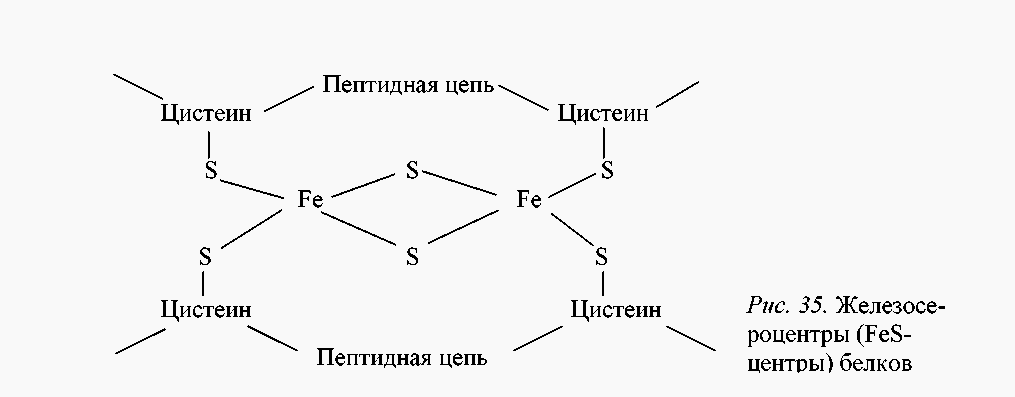 Пептидная цепь
Цистеин Цистеин
S S
S
Fe Fe
S
S S
Цистеин Цистеин
Пептидная цепь
Рис. 35. Железосе-
роцентры (FeS-
центры) белков